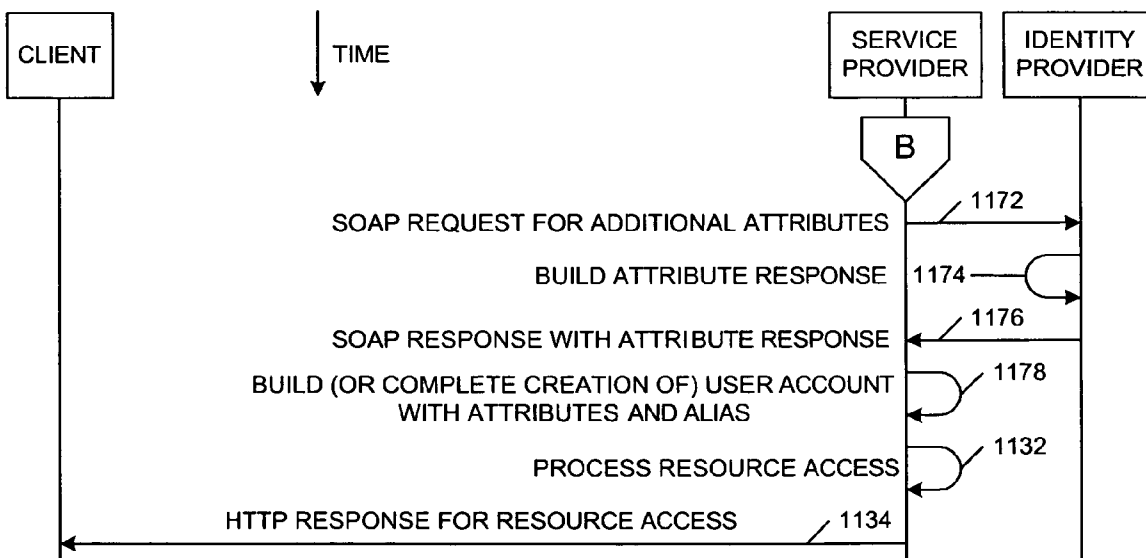 CLIENT
TIME
SERVICE
PROVIDER
IDENTITY
PROVIDER
B
SOAP REQUEST FOR ADDITIONAL ATTRIBUTES
1172
BUILD ATTRIBUTE RESPONSE
1174
SOAP RESPONSE WITH ATTRIBUTE RESPONSE
1176
BUILD (OR COMPLETE CREATION OF) USER ACCOUNT
WITH ATTRIBUTES AND ALIAS
1178
PROCESS RESOURCE ACCESS
1132
HTTP RESPONSE FOR RESOURCE ACCESS
1134